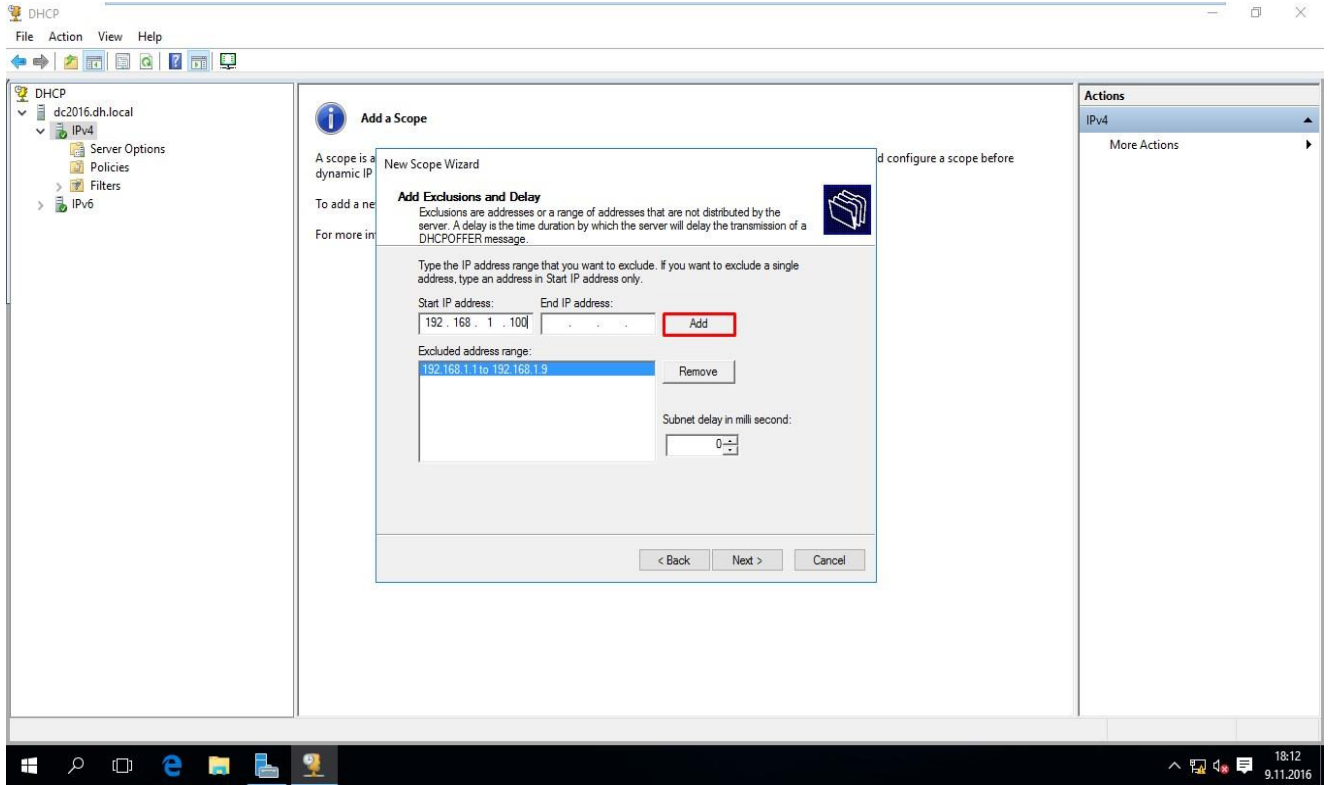 DHCP
File Action View Help
DHCP
dc2016.dh.local
IPv4
Server Options
Policies
Filters
IPv6
Add a Scope
A scope is a
d configure a scope before
dynamic IP
To add a ne
For more in
New Scope Wizard
Add Exclusions and Delay
Exclusions are addresses or a range of addresses that are not distributed by the
server. A delay is the time duration by which the server will delay the transmission of a
DHCPOFFER message.
Type the IP address range that you want to exclude. If you want to exclude a single
address, type an address in Start IP address only.
Start IP address: End IP address:
192 . 168 . 1 . 100 . . . Add
Excluded address range:
192.168.1.1 to 192.168.1.9
Remove
Subnet delay in milli second:
0
< Back Next > Cancel
Actions
IPv4
More Actions
18:12
9.11.2016